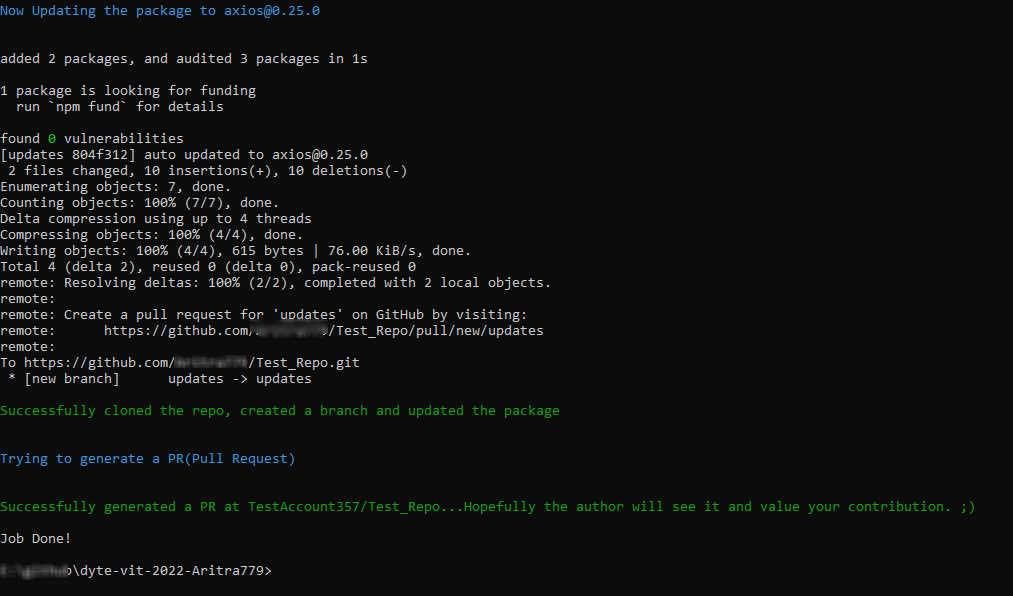 Now Updating the package to axios@0.25.0
added 2 packages, and audited 3 packages in 1s
1 package is looking for funding
run `npm fund` for details
found 0 vulnerabilities
[updates 804f312] auto updated to axios@0.25.0
2 files changed, 10 insertions(+), 10 deletions(-)
Enumerating objects: 7, done.
Counting objects: 100% (7/7), done.
Delta compression using up to 4 threads
Compressing objects: 100% (4/4), done.
Writing objects: 100% (4/4), 615 bytes | 76.00 KiB/s, done.
Total 4 (delta 2), reused 0 (delta 0), pack-reused 0
remote: Resolving deltas: 100% (2/2), completed with 2 local objects.
remote:
remote: Create a pull request for 'updates' on GitHub by visiting:
remote:      https://github.com/ /Test_Repo/pull/new/updates
remote:
To https://github.com/ /Test_Repo.git
* [new branch]      updates -> updates
Successfully cloned the repo, created a branch and updated the package
Trying to generate a PR(Pull Request)
Successfully generated a PR at TestAccount357/Test_Repo...Hopefully the author will see it and value your contribution. ;)
Job Done!
\dyte-vit-2022-Aritra779>